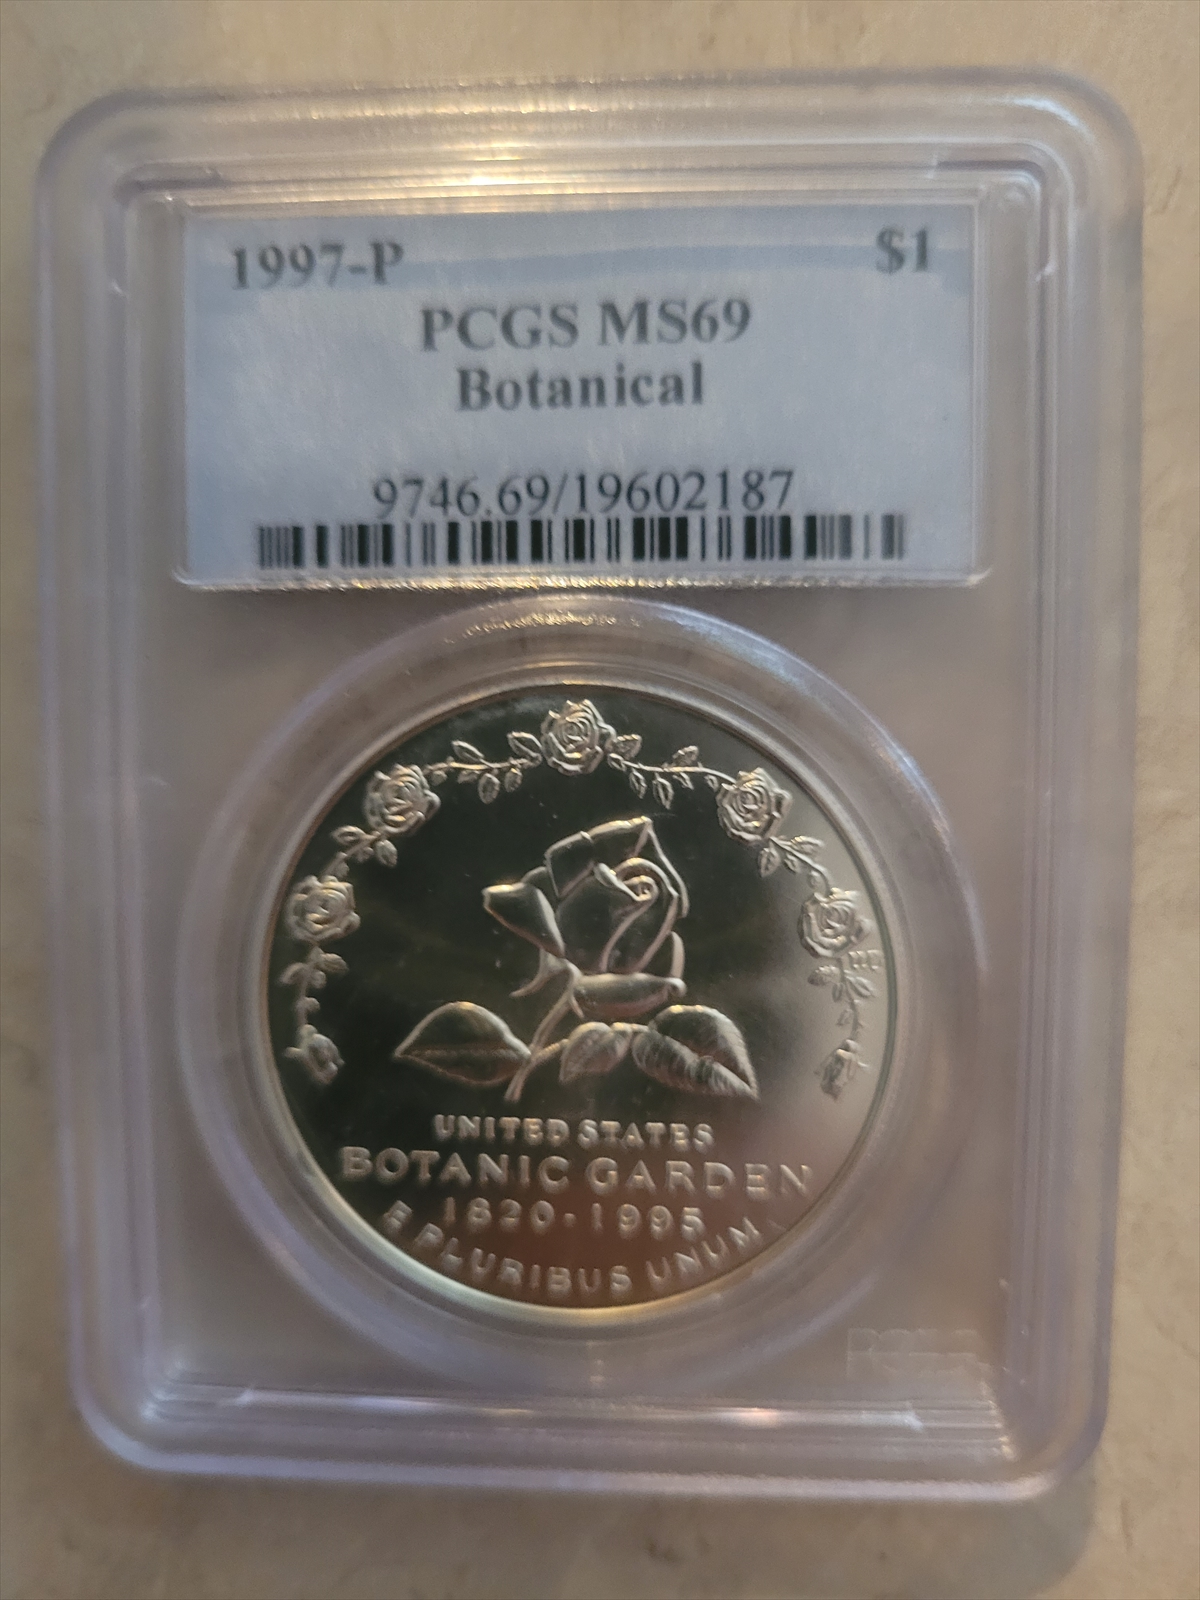 1997-P $1
PCGS MS69
Botanical
9746.69/19602187
UNITED STATES
BOTANIC GARDEN
1820-1995
E PLURIBUS UNUM